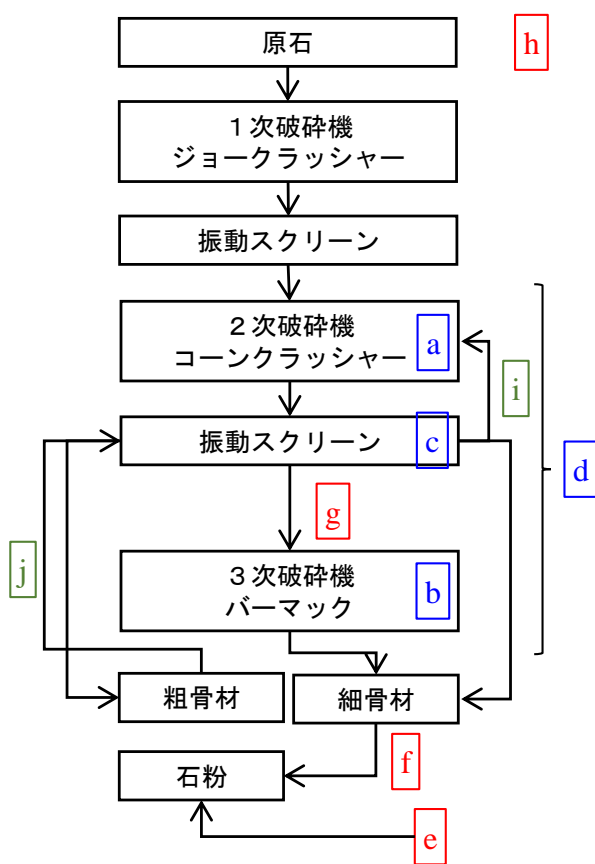 原石
h
１次破砕機
ジョークラッシャー
振動スクリーン
２次破砕機
コーンクラッシャー
a
i
振動スクリーン
c
d
g
j
３次破砕機
バーマック
b
粗骨材
細骨材
f
石粉
e